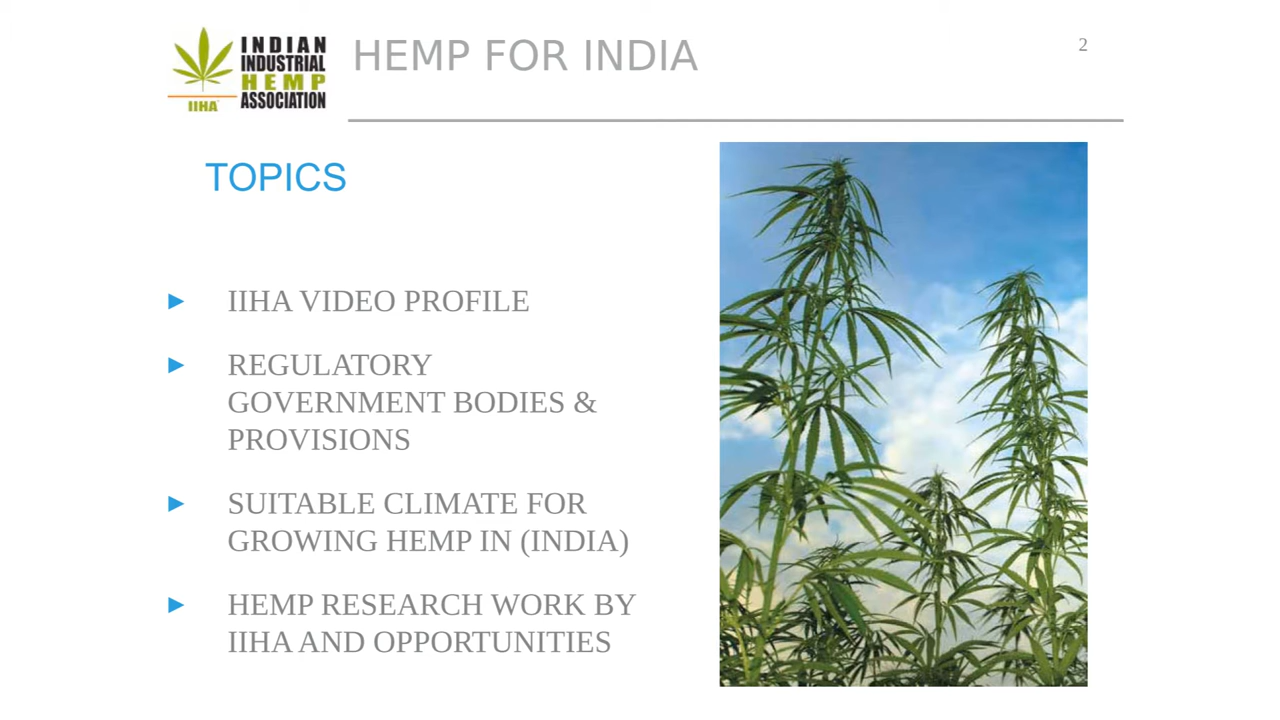 INDIAN
INDUSTRIAL
HEMP
ASSOCIATION
IIHA
HEMP FOR INDIA
2
TOPICS
► IIHA VIDEO PROFILE
► REGULATORY
GOVERNMENT BODIES &
PROVISIONS
► SUITABLE CLIMATE FOR
GROWING HEMP IN (INDIA)
► HEMP RESEARCH WORK BY
IIHA AND OPPORTUNITIES